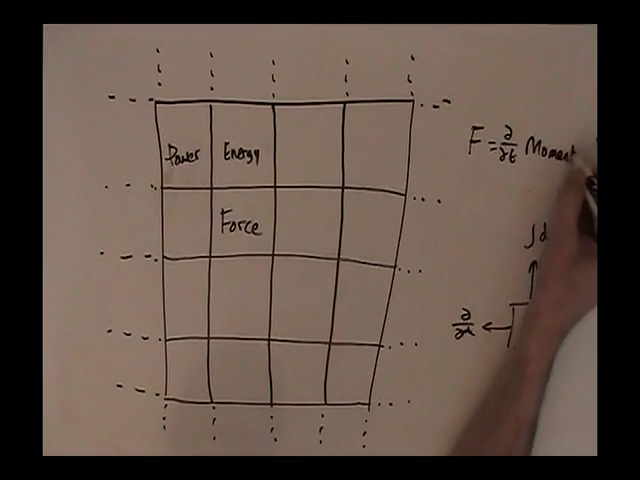 Power Energy
Force
F = ∂/∂t Moment
∫d
∂/∂t